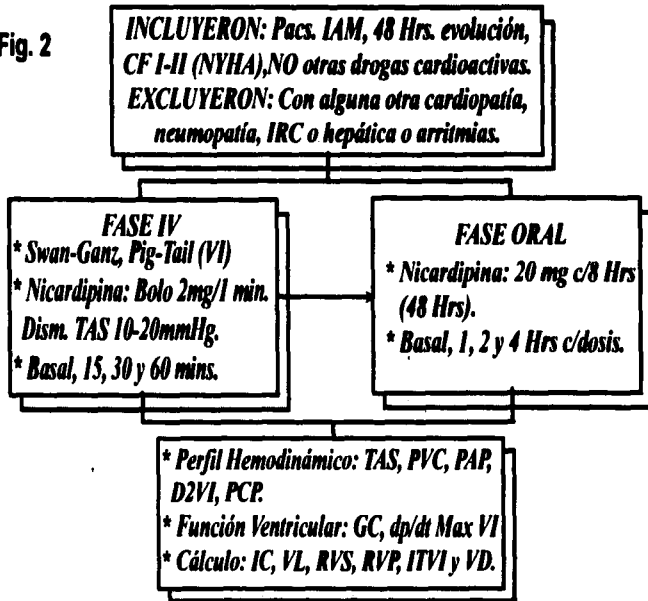 Fig. 2
INCLUYERON: Pacs. IAM, 48 Hrs. evolución,
CF I-II (NYHA),NO otras drogas cardioactivas.
EXCLUYERON: Con alguna otra cardiopatía,
neumopatía, IRC o hepática o arritmias.
FASE IV
* Swan-Ganz, Pig-Tail (VI)
* Nicardipina: Bolo 2mg/1 min.
Dism. TAS 10-20mmHg.
* Basal, 15, 30 y 60 mins.
FASE ORAL
* Nicardipina: 20 mg c/8 Hrs
(48 Hrs).
* Basal, 1, 2 y 4 Hrs c/dosis.
* Perfil Hemodinámico: TAS, PVC, PAP,
D2VI, PCP.
* Función Ventricular: GC, dp/dt Max VI
* Cálculo: IC, VL, RVS, RVP, ITVI y VD.